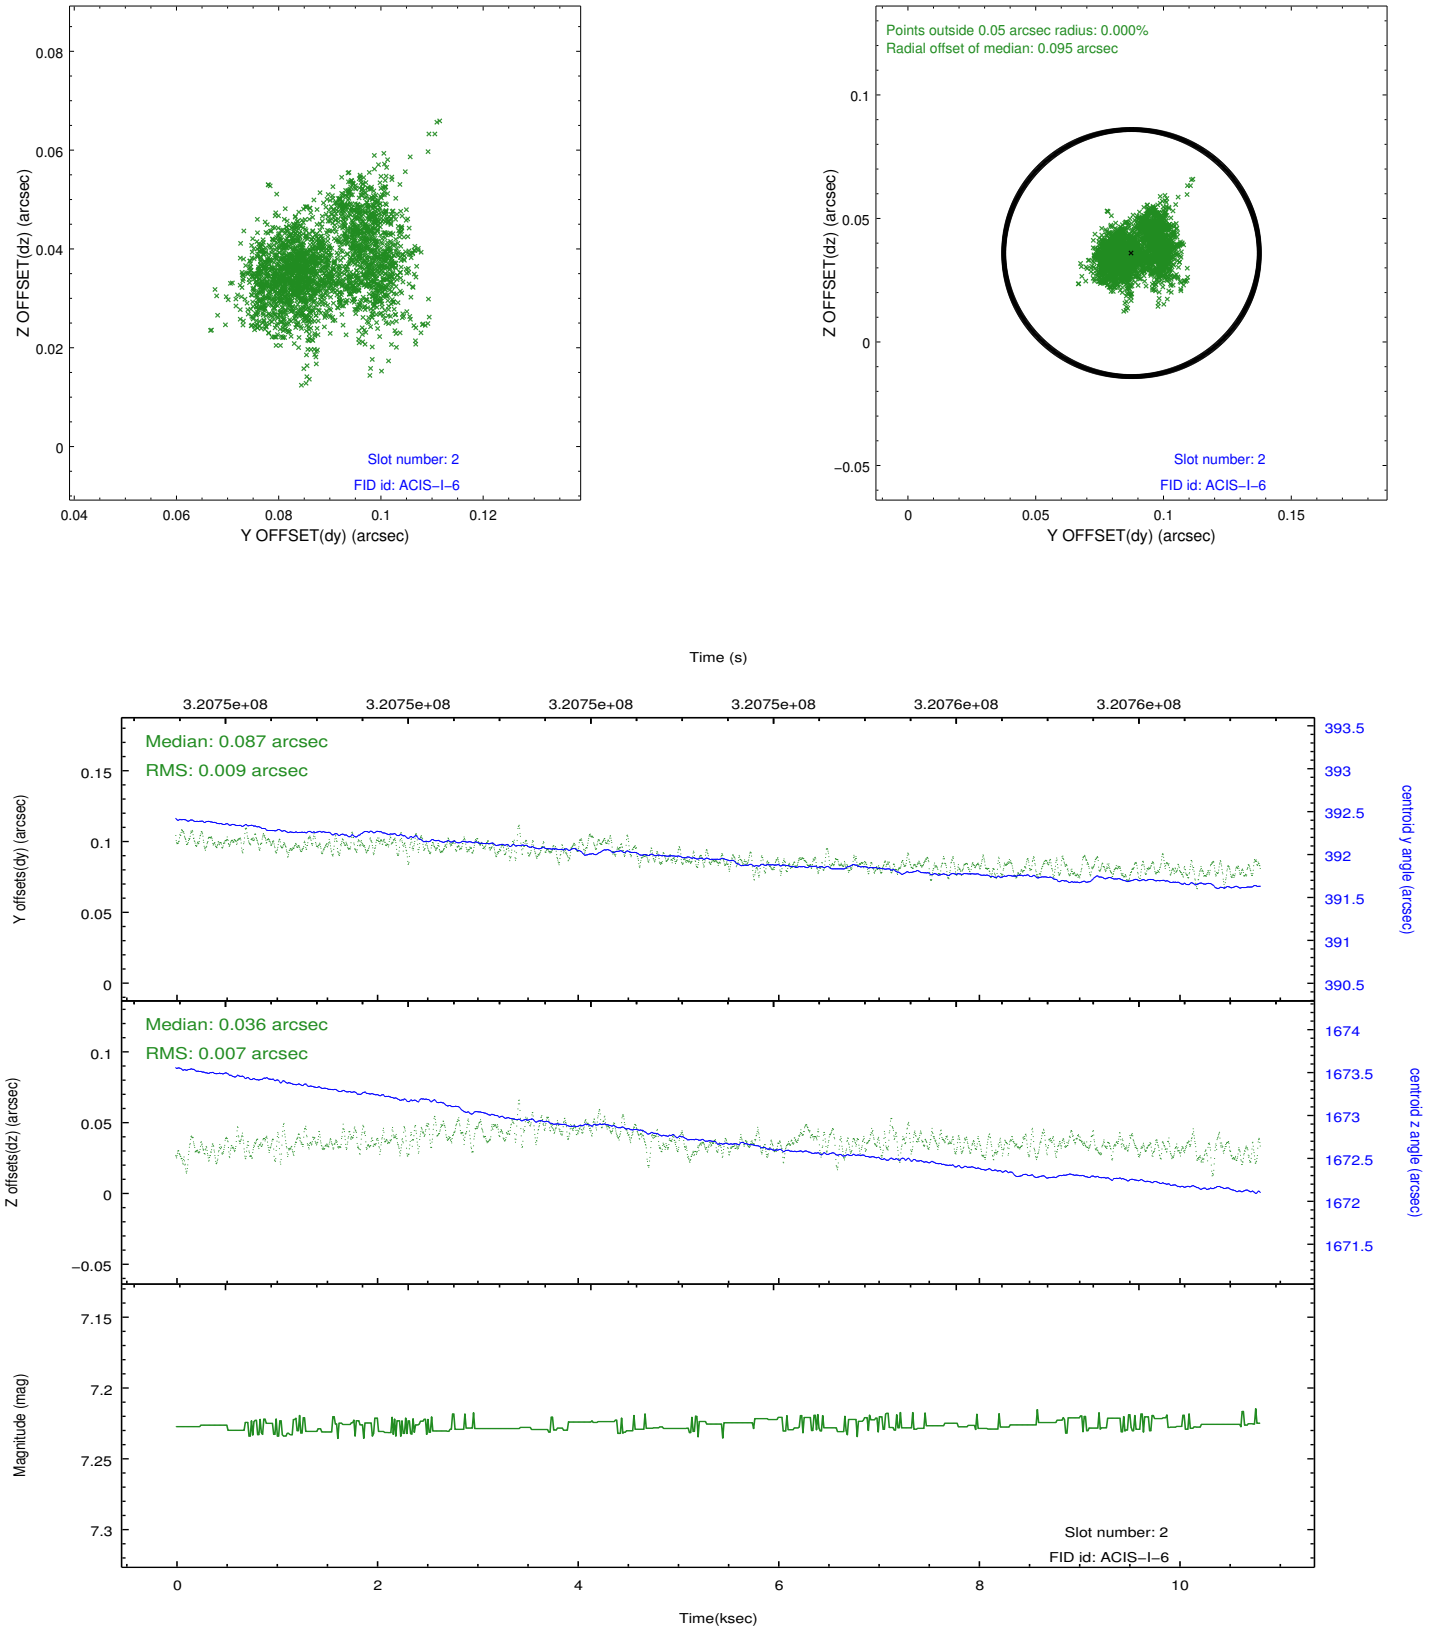 0.08
0.06
0.04
0.02
0
Z OFFSET(dz) (arcsec)
Slot number: 2
FID id: ACIS−I−6
0.04 0.06 0.08 0.1 0.12
Y OFFSET(dy) (arcsec)
Points outside 0.05 arcsec radius: 0.000%
Radial offset of median: 0.095 arcsec
0.1
0.05
0
−0.05
Z OFFSET(dz) (arcsec)
Slot number: 2
FID id: ACIS−I−6
0 0.05 0.1 0.15
Y OFFSET(dy) (arcsec)
Time (s)
3.2075e+08 3.2075e+08 3.2075e+08 3.2075e+08 3.2076e+08 3.2076e+08
Median: 0.087 arcsec
RMS: 0.009 arcsec
0.15
0.1
0.05
0
Y offsets(dy) (arcsec)
393.5
393
392.5
392
391.5
391
390.5
centroid y angle (arcsec)
Median: 0.036 arcsec
RMS: 0.007 arcsec
0.1
0.05
0
−0.05
Z offsets(dz) (arcsec)
1674
1673.5
1673
1672.5
1672
1671.5
centroid z angle (arcsec)
7.15
7.2
7.25
7.3
Magnitude (mag)
Slot number: 2
FID id: ACIS−I−6
0 2 4 6 8 10
Time(ksec)